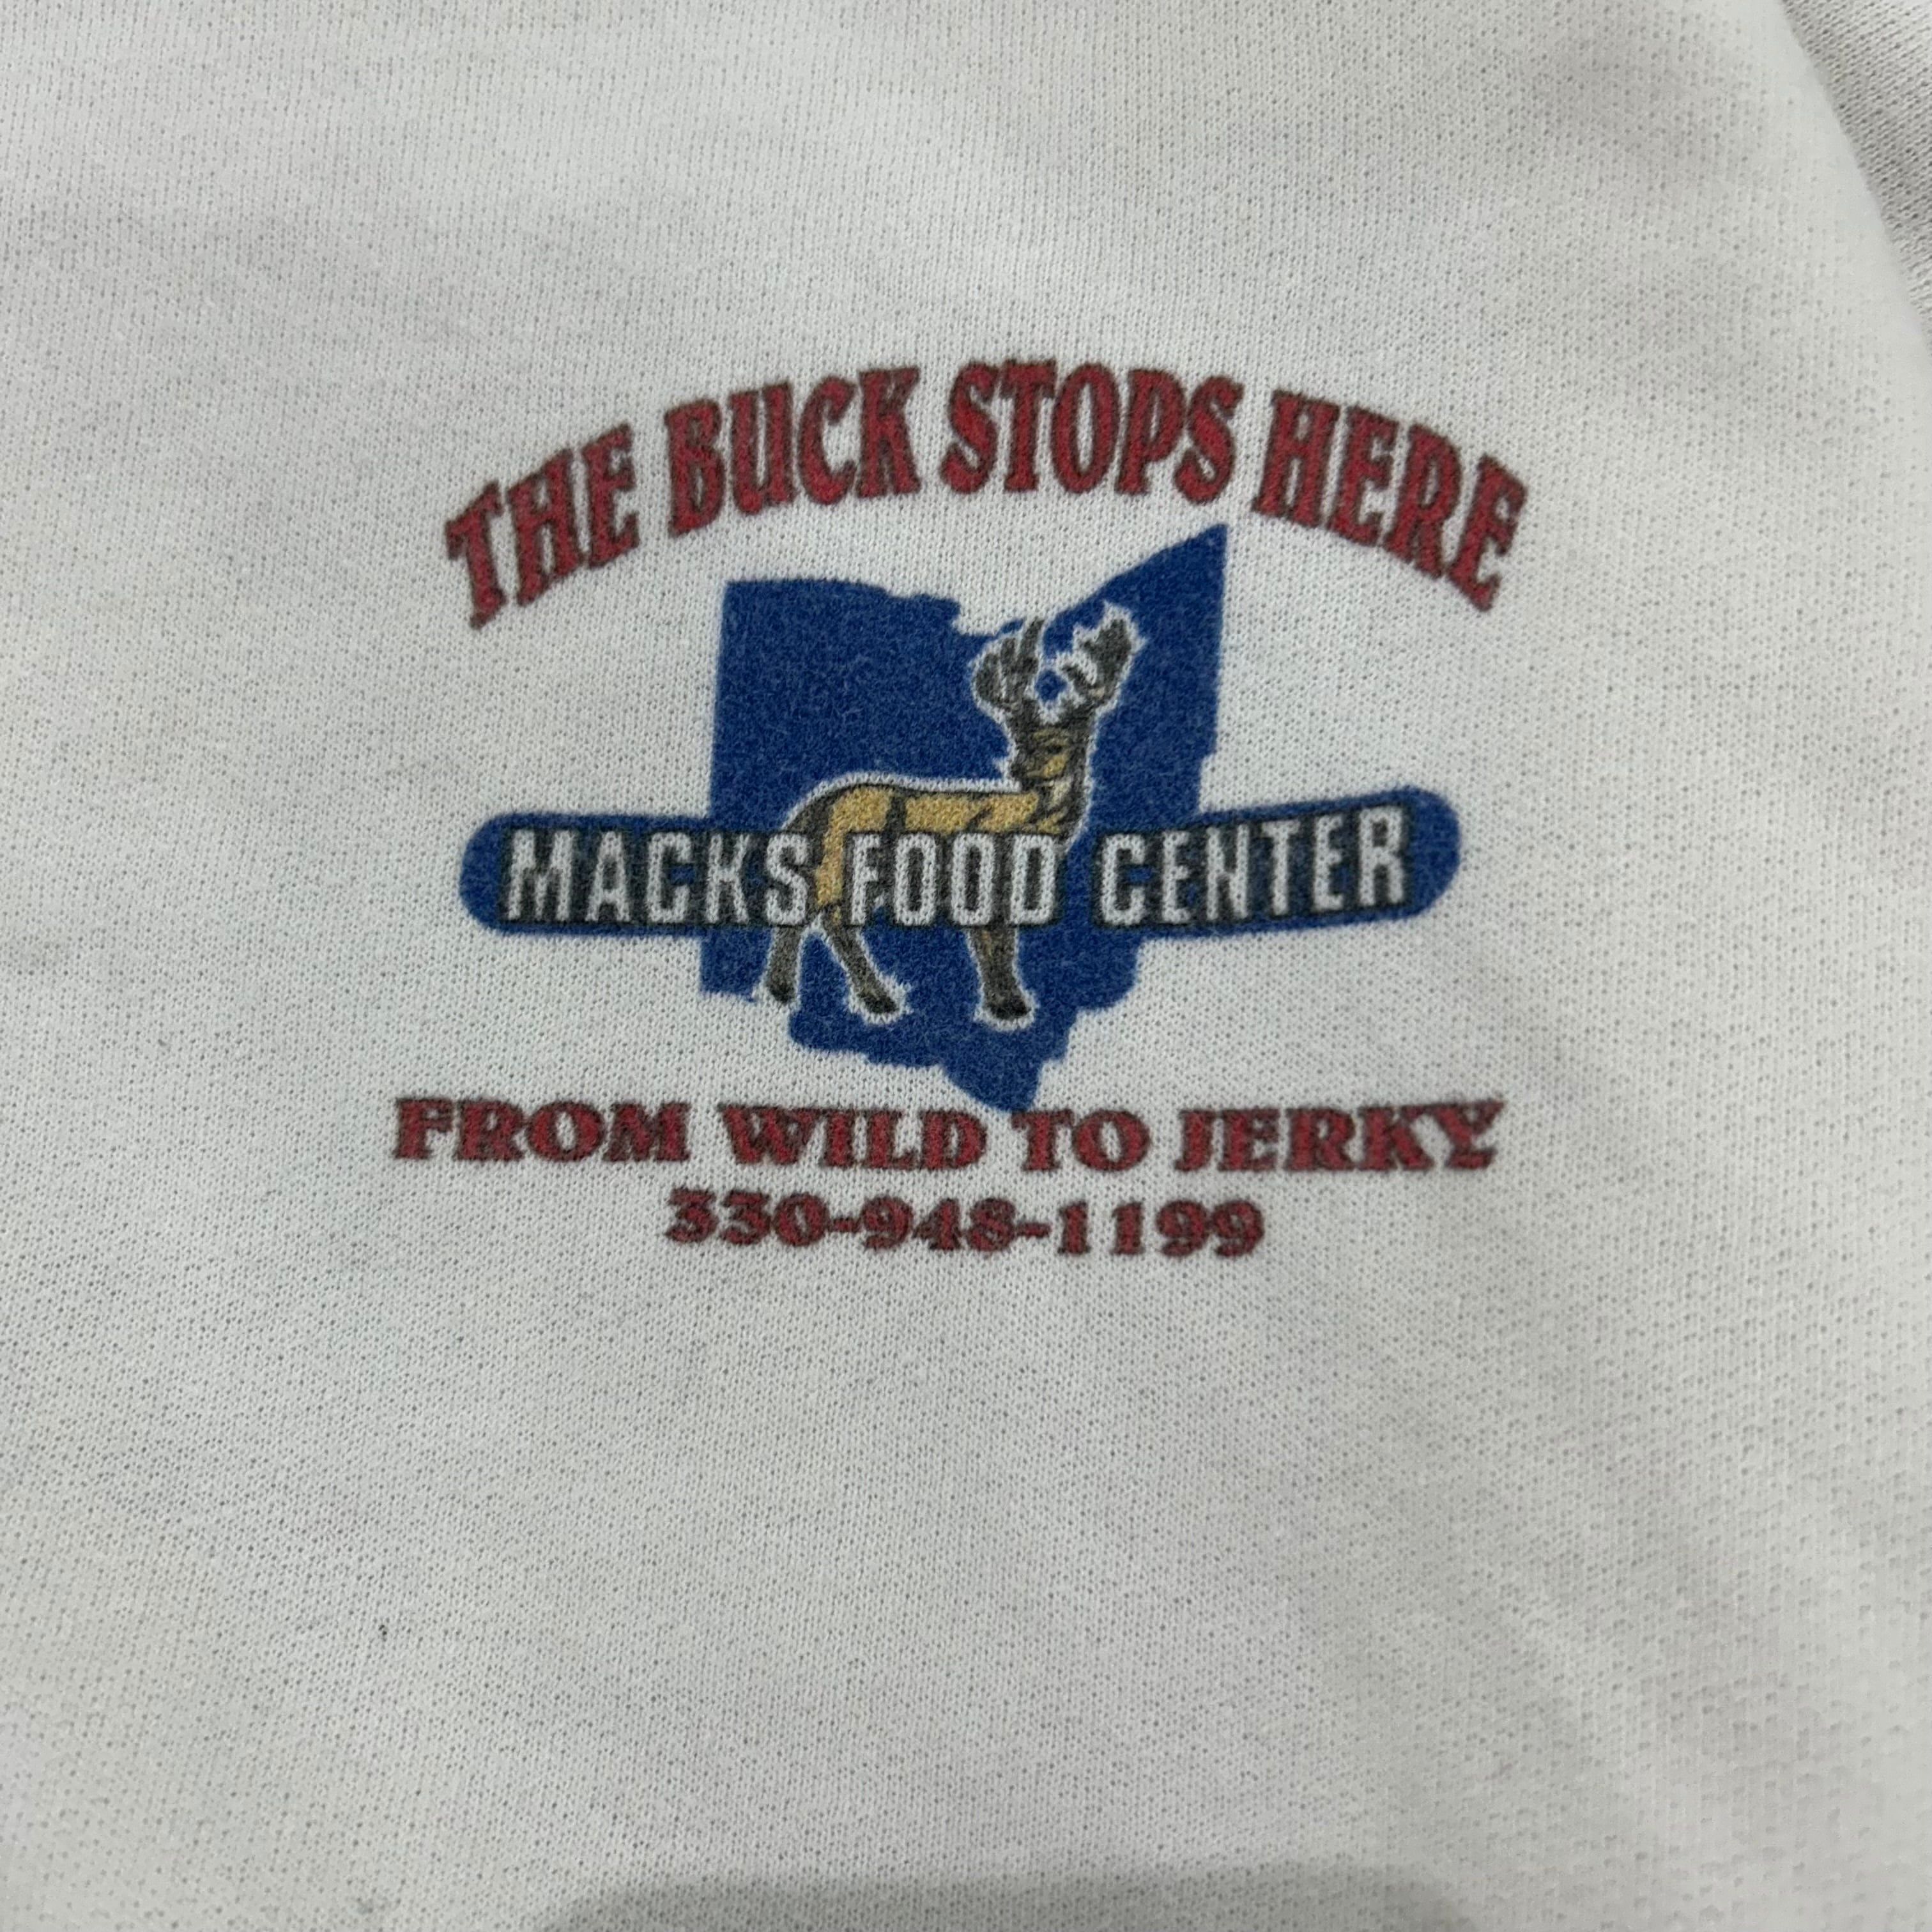 THE BUCK STOPS HERE
MACKS FOOD CENTER
FROM WILD TO JERKY
330-948-1199